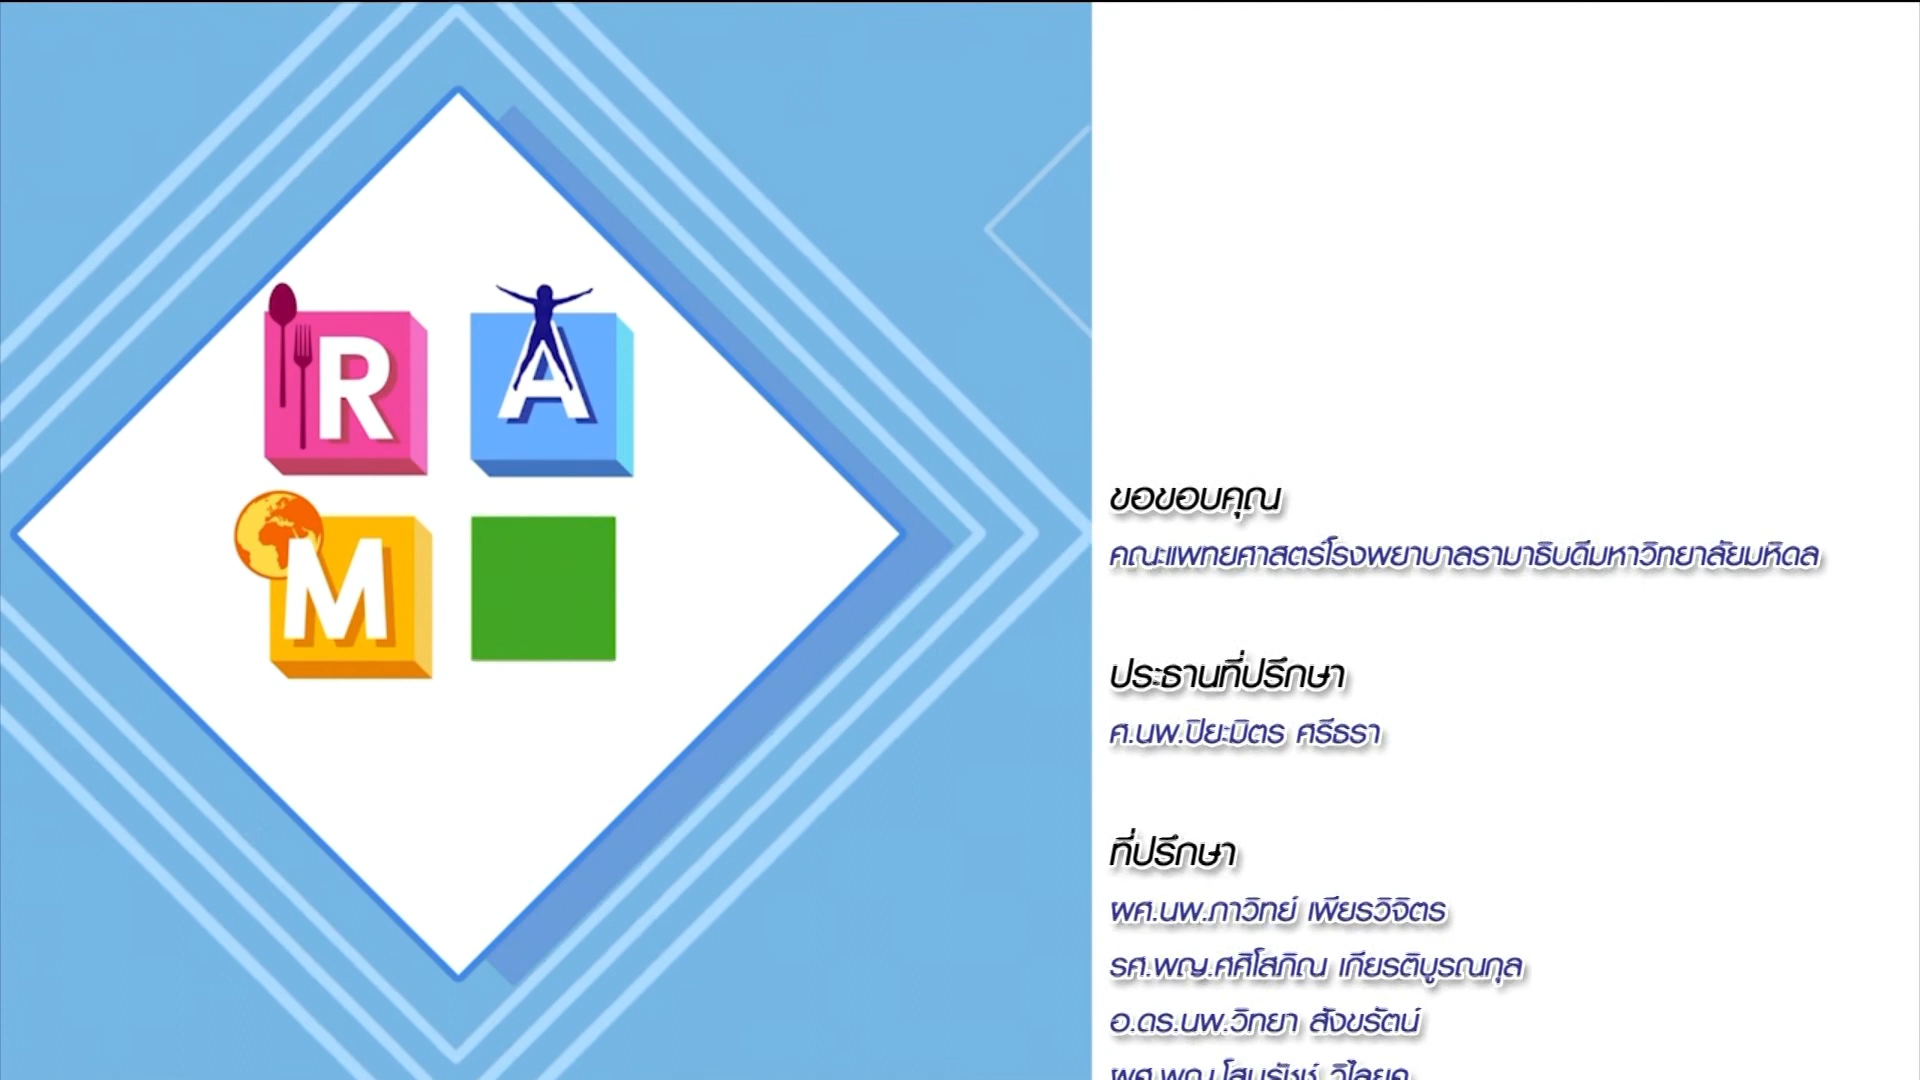 R A
M
ขอขอบคุณ
คณะแพทยศาสตร์โรงพยาบาลรามาธิบดีมหาวิทยาลัยมหิดล
ประธานที่ปรึกษา
ศ.นพ.ปิยะมิตร ศรีธรา
ที่ปรึกษา
ผศ.นพ.ภาวิทย์ เพียรวิจิตร
รศ.พญ.ศศิโสภิณ เกียรติบูรณกุล
อ.ดร.นพ.วิทยา สังขรัตน์